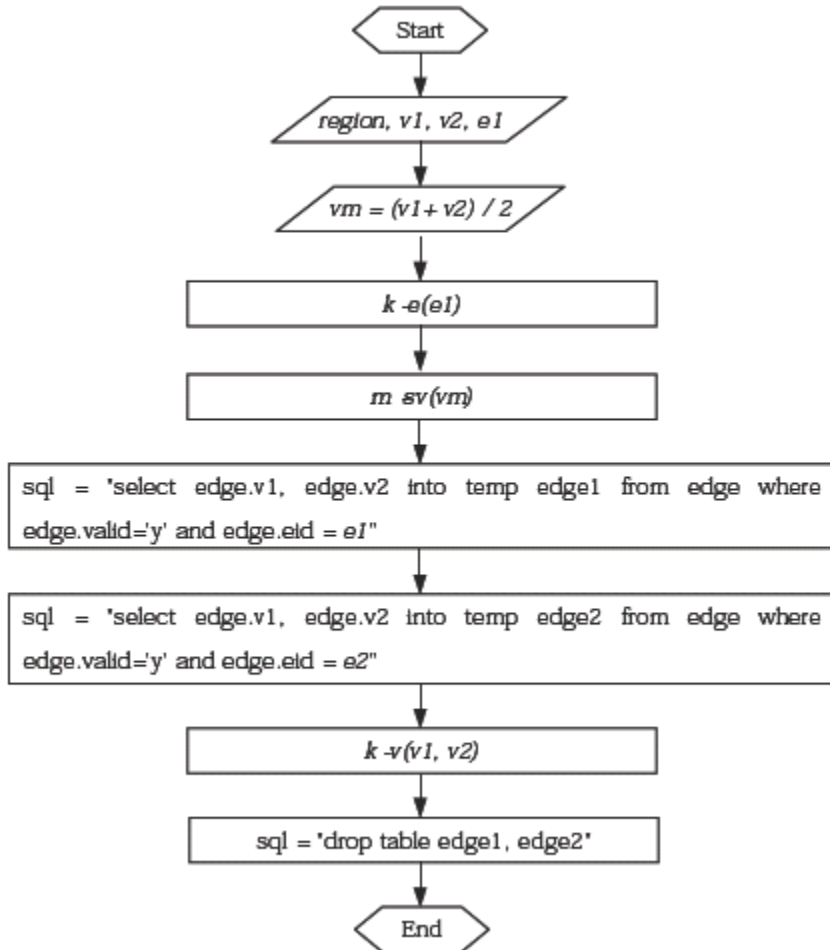 Start
region, v1, v2, e1
vm = (v1+ v2) / 2
k -e(e1)
m -sv(vm)
sql = "select edge.v1, edge.v2 into temp edge1 from edge where
edge.valid='y' and edge.eid = e1"
sql = "select edge.v1, edge.v2 into temp edge2 from edge where
edge.valid='y' and edge.eid = e2"
k -v(v1, v2)
sql = "drop table edge1, edge2"
End